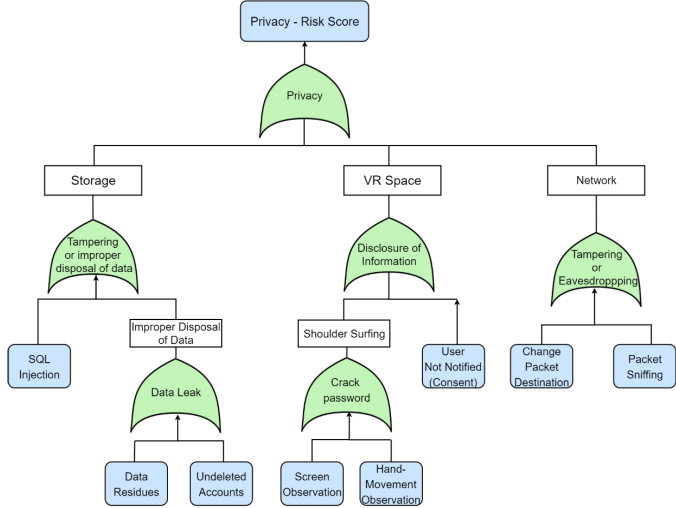 Privacy - Risk Score
Privacy
Storage
VR Space
Network
Tampering
or improper
disposal of data
Disclosure of
Information
Tampering
or
Eavesdroppping
Improper Disposal
of Data
Shoulder Surfing
SQL
Injection
User
Not Notified
(Consent)
Change
Packet
Destination
Packet
Sniffing
Data Leak
Crack
password
Data
Residues
Undeleted
Accounts
Screen
Observation
Hand-
Movement
Observation